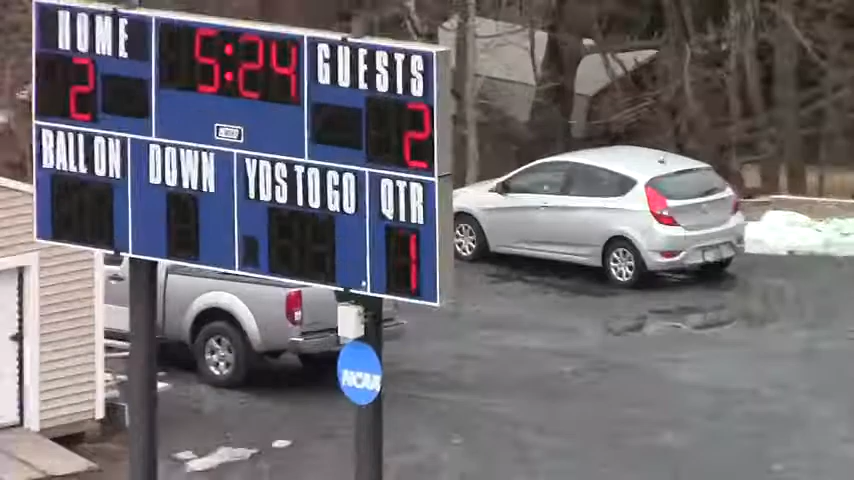 HOME 5:24 GUESTS
2 2
BALL ON DOWN YDS TO GO QTR
1
NCAA